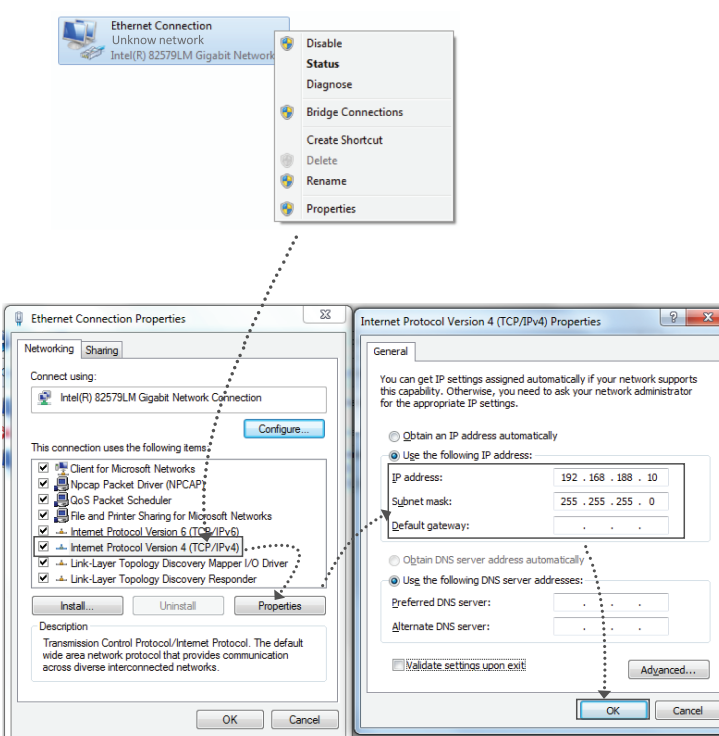 Ethernet Connection
Unknow network
Intel(R) 82579LM Gigabit Network
Disable
Status
Diagnose
Bridge Connections
Create Shortcut
Delete
Rename
Properties
Ethernet Connection Properties
Networking Sharing
Connect using:
Intel(R) 82579LM Gigabit Network Connection
Configure...
This connection uses the following items:
Client for Microsoft Networks
Npcap Packet Driver (NPCAP)
QoS Packet Scheduler
File and Printer Sharing for Microsoft Networks
Internet Protocol Version 6 (TCP/IPv6)
Internet Protocol Version 4 (TCP/IPv4)
Link-Layer Topology Discovery Mapper I/O Driver
Link-Layer Topology Discovery Responder
Install... Uninstall Properties
Description
Transmission Control Protocol/Internet Protocol. The default
wide area network protocol that provides communication
across diverse interconnected networks.
OK Cancel
Internet Protocol Version 4 (TCP/IPv4) Properties
General
You can get IP settings assigned automatically if your network supports
this capability. Otherwise, you need to ask your network administrator
for the appropriate IP settings.
Obtain an IP address automatically
Use the following IP address:
IP address: 192 . 168 . 188 . 10
Subnet mask: 255 . 255 . 255 . 0
Default gateway: . . .
Obtain DNS server address automatically
Use the following DNS server addresses:
Preferred DNS server: . . .
Alternate DNS server: . . .
Validate settings upon exit
Advanced...
OK Cancel